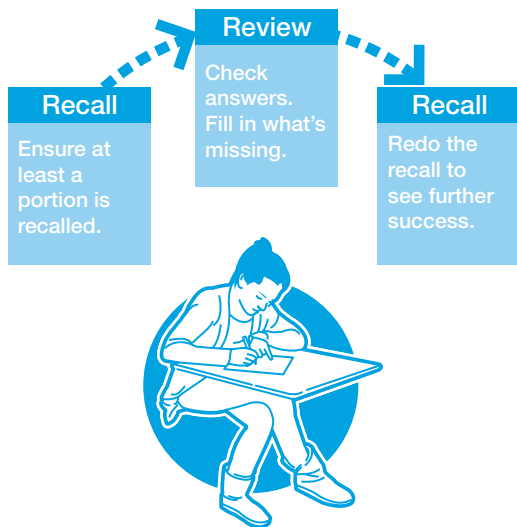 Recall
Ensure at
least a
portion is
recalled.
Review
Check
answers.
Fill in what's
missing.
Recall
Redo the
recall to
see further
success.